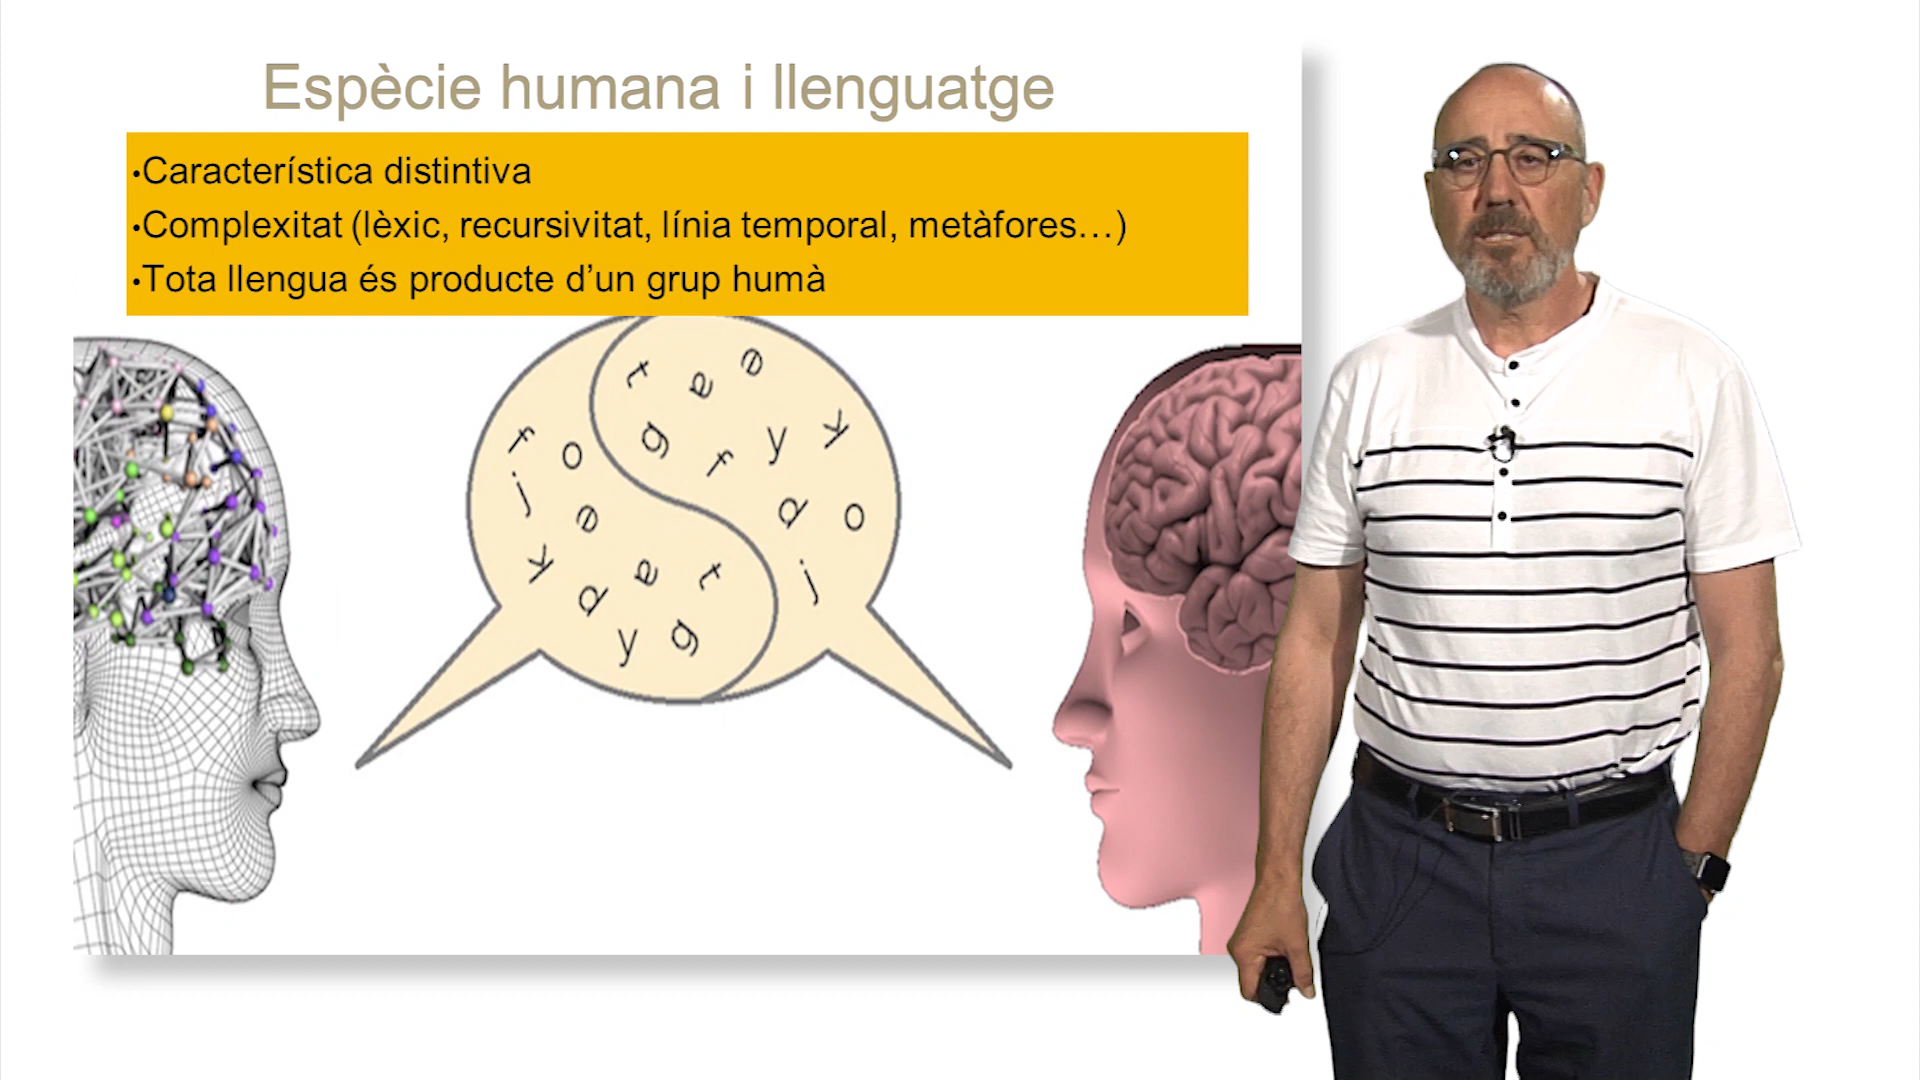 Espècie humana i llenguatge
•Característica distintiva
•Complexitat (lèxic, recursivitat, línia temporal, metàfores…)
•Tota llengua és producte d’un grup humà
t a e
g f y k
d o
j
f o
j e
k a t
d
y g